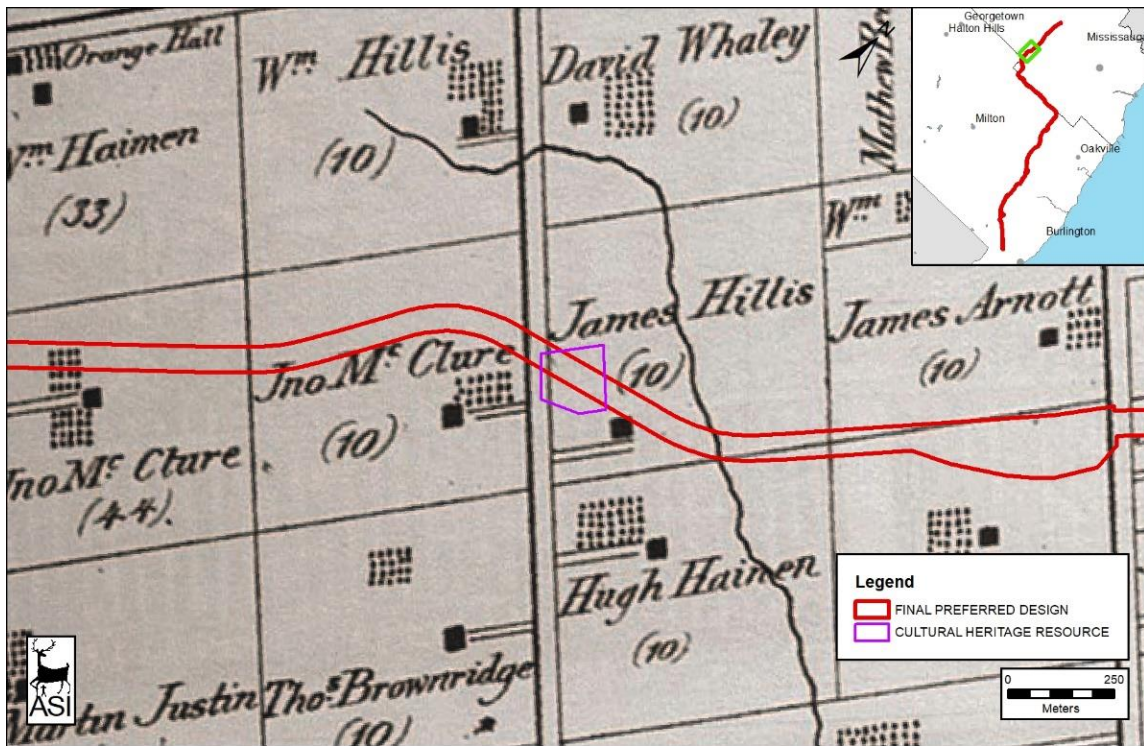 Orange Hall
Wm Haimen
(33)
Wm Hillis
(10)
David Whaley
(10)
Wm
James Hillis
(10)
James Arnott
(10)
Jno. Mc Clure
(10)
Jno Mc Clure
(44).
Hugh Hainen
(10)
Martin Justin
Thos. Brownridge
(10)
N
Georgetown
Halton Hills
Mississauga
Milton
Oakville
Burlington
Legend
FINAL PREFERRED DESIGN
CULTURAL HERITAGE RESOURCE
0
250
Meters
ASI